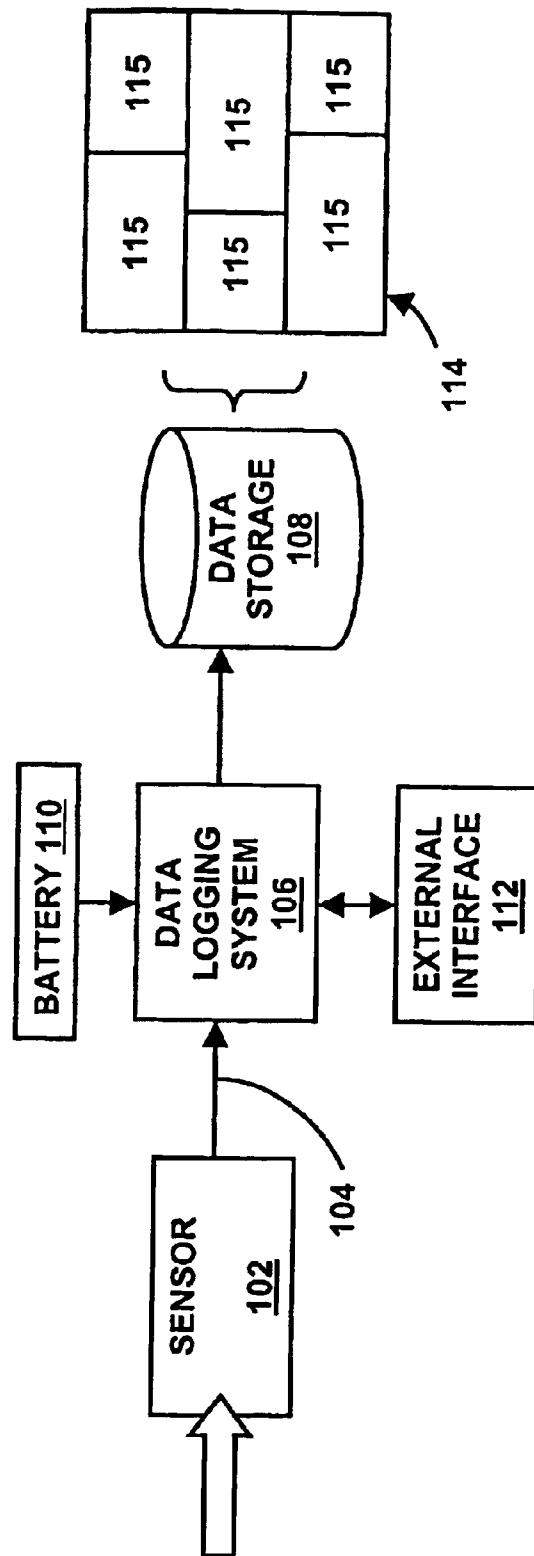 SENSOR
102
104
BATTERY 110
DATA
LOGGING
SYSTEM
106
EXTERNAL
INTERFACE
112
DATA
STORAGE
108
115 115
115 115
115 115
114